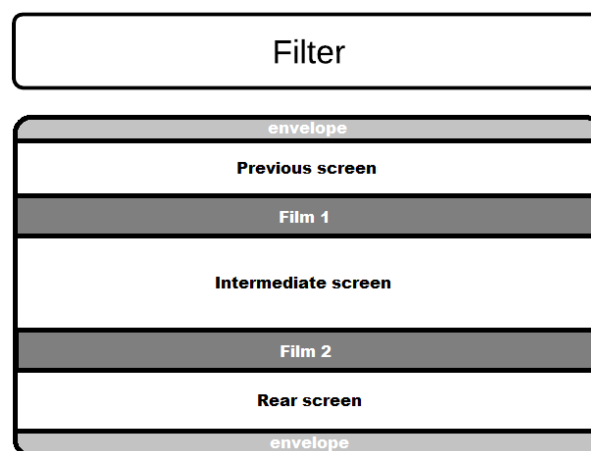 Filter
envelope
Previous screen
Film 1
Intermediate screen
Film 2
Rear screen
envelope